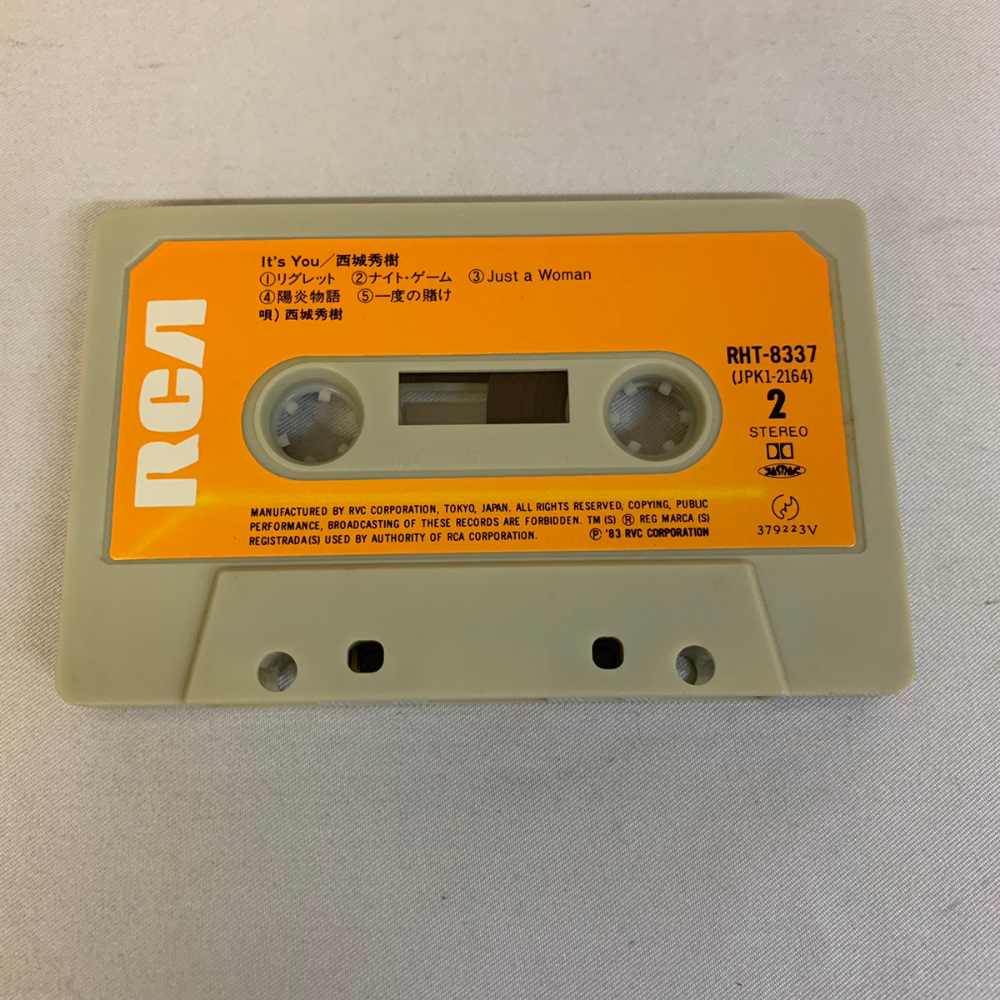 It's You／西城秀樹
①リグレット ②ナイト・ゲーム ③Just a Woman
④陽炎物語 ⑤一度の賭け
唄) 西城秀樹
RCA
RHT-8337
(JPK1-2164)
2
STEREO
JASRAC
MANUFACTURED BY RVC CORPORATION, TOKYO, JAPAN. ALL RIGHTS RESERVED, COPYING, PUBLIC
PERFORMANCE, BROADCASTING OF THESE RECORDS ARE FORBIDDEN. TM (S) ® REG MARCA (S)
REGISTRADA(S) USED BY AUTHORITY OF RCA CORPORATION. ℗ '83 RVC CORPORATION
379223V